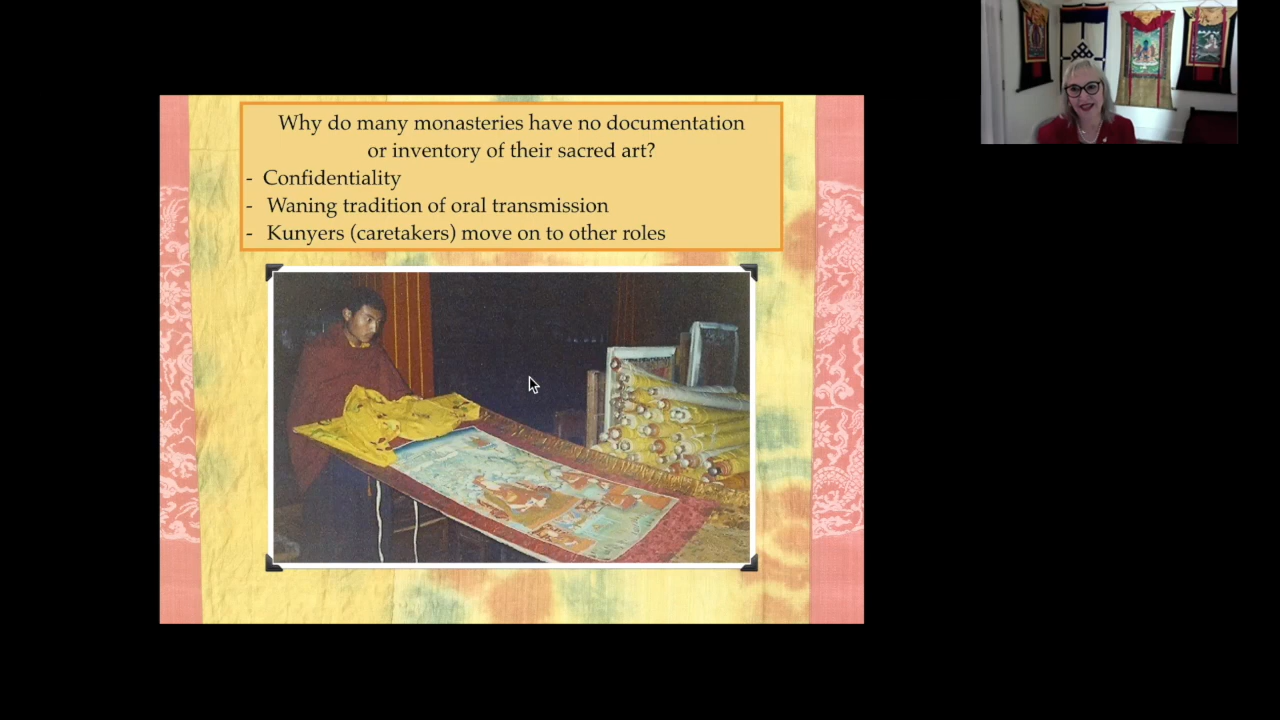 Why do many monasteries have no documentation
or inventory of their sacred art?
- Confidentiality
- Waning tradition of oral transmission
- Kunyers (caretakers) move on to other roles